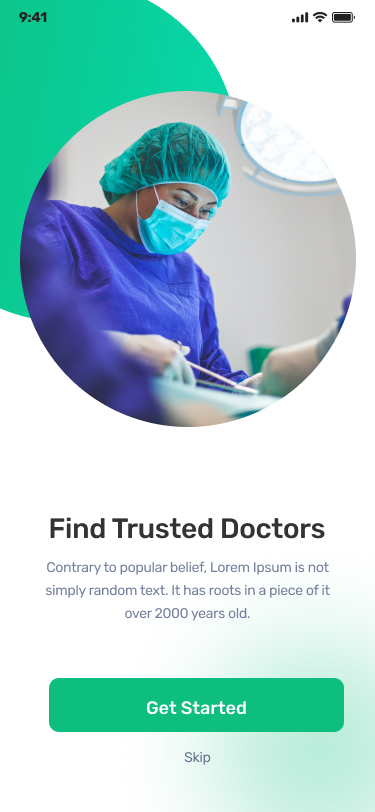 9:41
Find Trusted Doctors
Contrary to popular belief, Lorem Ipsum is not
simply random text. It has roots in a piece of it
over 2000 years old.
Get Started
Skip